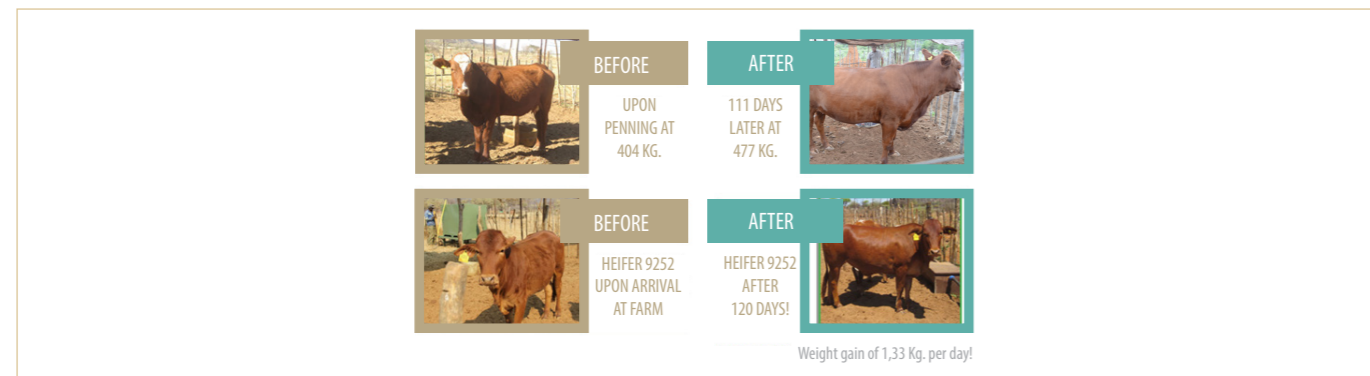 BEFORE
UPON
PENNING AT
404 KG.
AFTER
111 DAYS
LATER AT
477 KG.
BEFORE
HEIFER 9252
UPON ARRIVAL
AT FARM
AFTER
HEIFER 9252
AFTER
120 DAYS!
Weight gain of 1,33 Kg. per day!